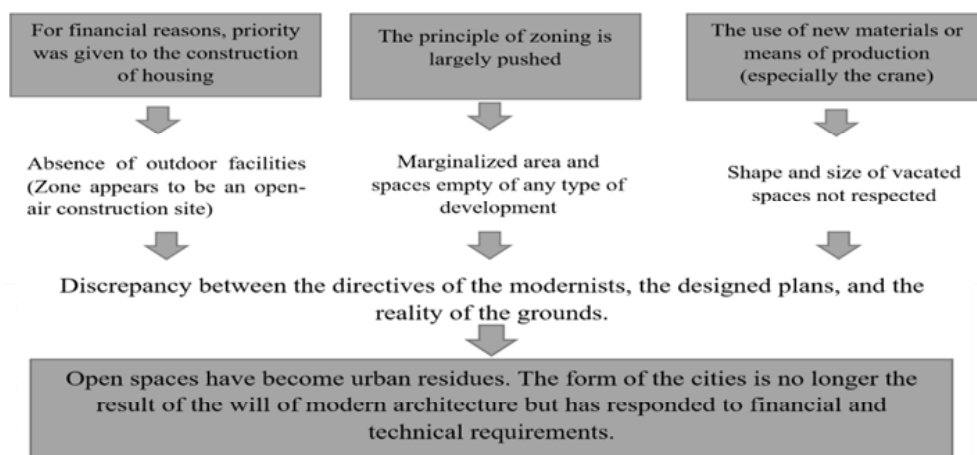 For financial reasons, priority
was given to the construction
of housing
The principle of zoning is
largely pushed
The use of new materials or
means of production
(especially the crane)
Absence of outdoor facilities
(Zone appears to be an open-
air construction site)
Marginalized area and
spaces empty of any type of
development
Shape and size of vacated
spaces not respected
Discrepancy between the directives of the modernists, the designed plans, and the
reality of the grounds.
Open spaces have become urban residues. The form of the cities is no longer the
result of the will of modern architecture but has responded to financial and
technical requirements.